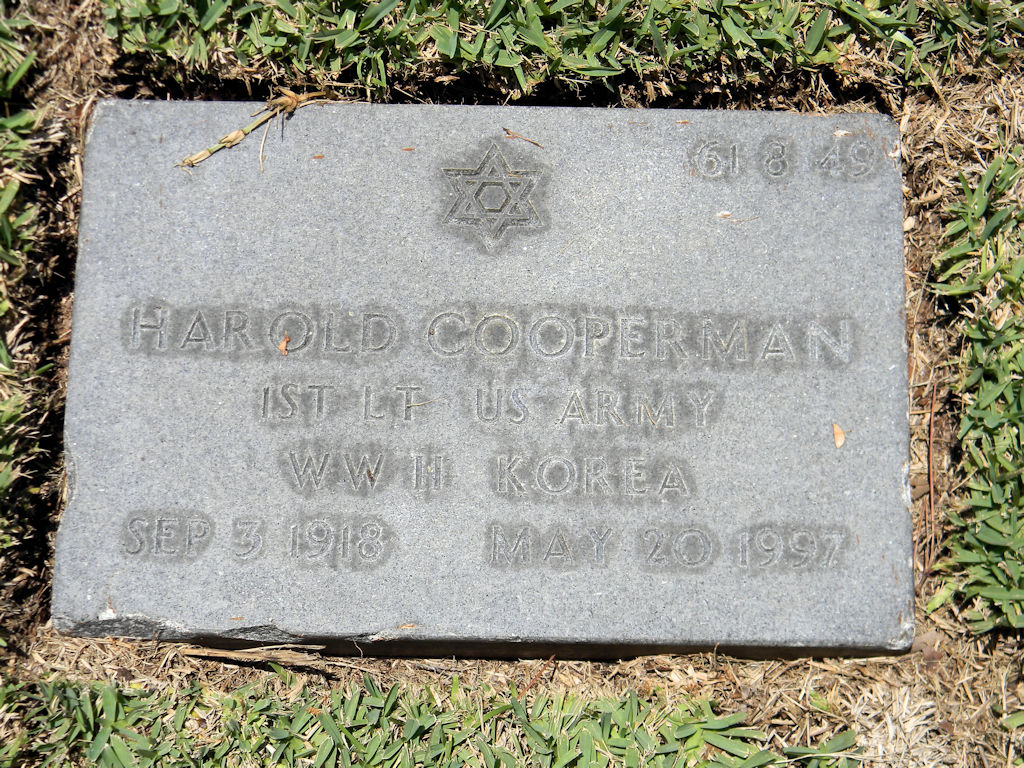 61 8 49
HAROLD COOPERMAN
1ST LT US ARMY
WW II KOREA
SEP 3 1918 MAY 20 1997